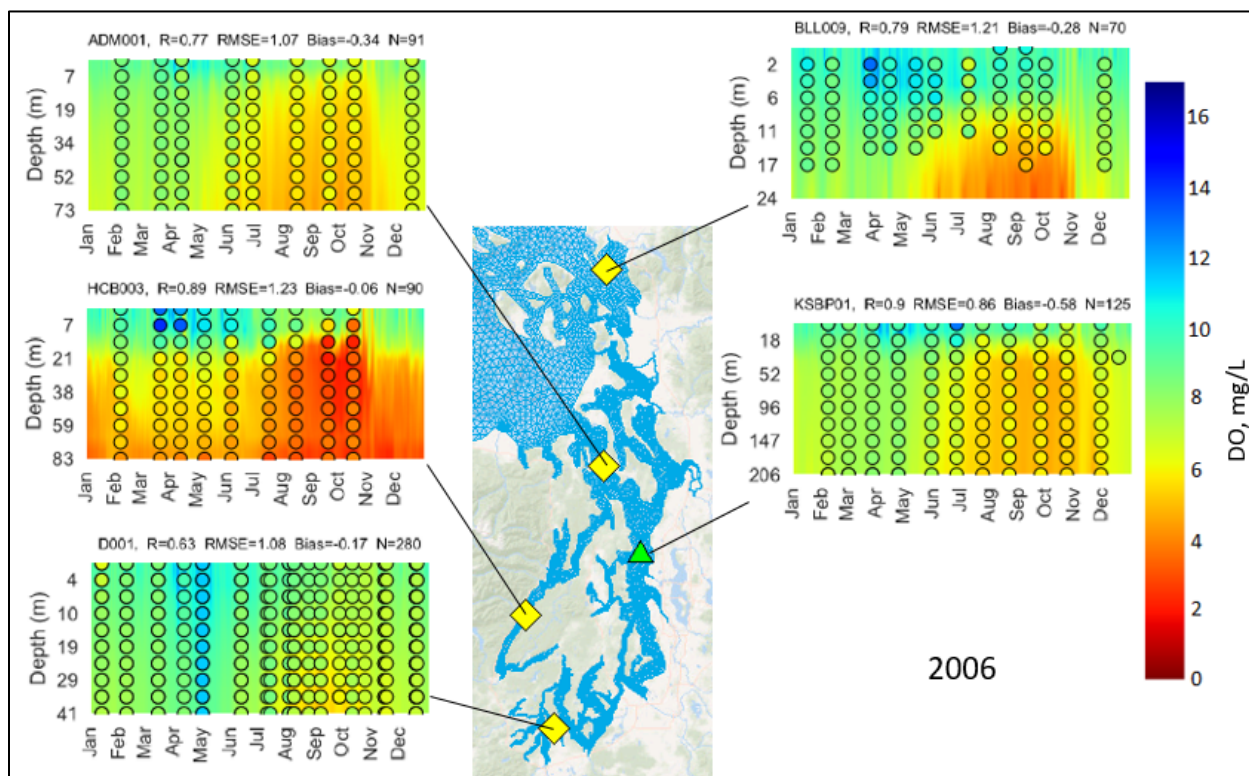 ADM001, R=0.77 RMSE=1.07 Bias=-0.34 N=91
Depth (m)
7
19
34
52
73
Jan Feb Mar Apr May Jun Jul Aug Sep Oct Nov Dec
HCB003, R=0.89 RMSE=1.23 Bias=-0.06 N=90
Depth (m)
7
21
38
59
83
Jan Feb Mar Apr May Jun Jul Aug Sep Oct Nov Dec
D001, R=0.63 RMSE=1.08 Bias=-0.17 N=280
Depth (m)
4
10
19
29
41
Jan Feb Mar Apr May Jun Jul Aug Sep Oct Nov Dec
BLL009, R=0.79 RMSE=1.21 Bias=-0.28 N=70
Depth (m)
2
6
11
17
24
Jan Feb Mar Apr May Jun Jul Aug Sep Oct Nov Dec
KSBP01, R=0.9 RMSE=0.86 Bias=-0.58 N=125
Depth (m)
18
52
96
147
206
Jan Feb Mar Apr May Jun Jul Aug Sep Oct Nov Dec
2006
16
14
12
10
8
6
4
2
0
DO, mg/L